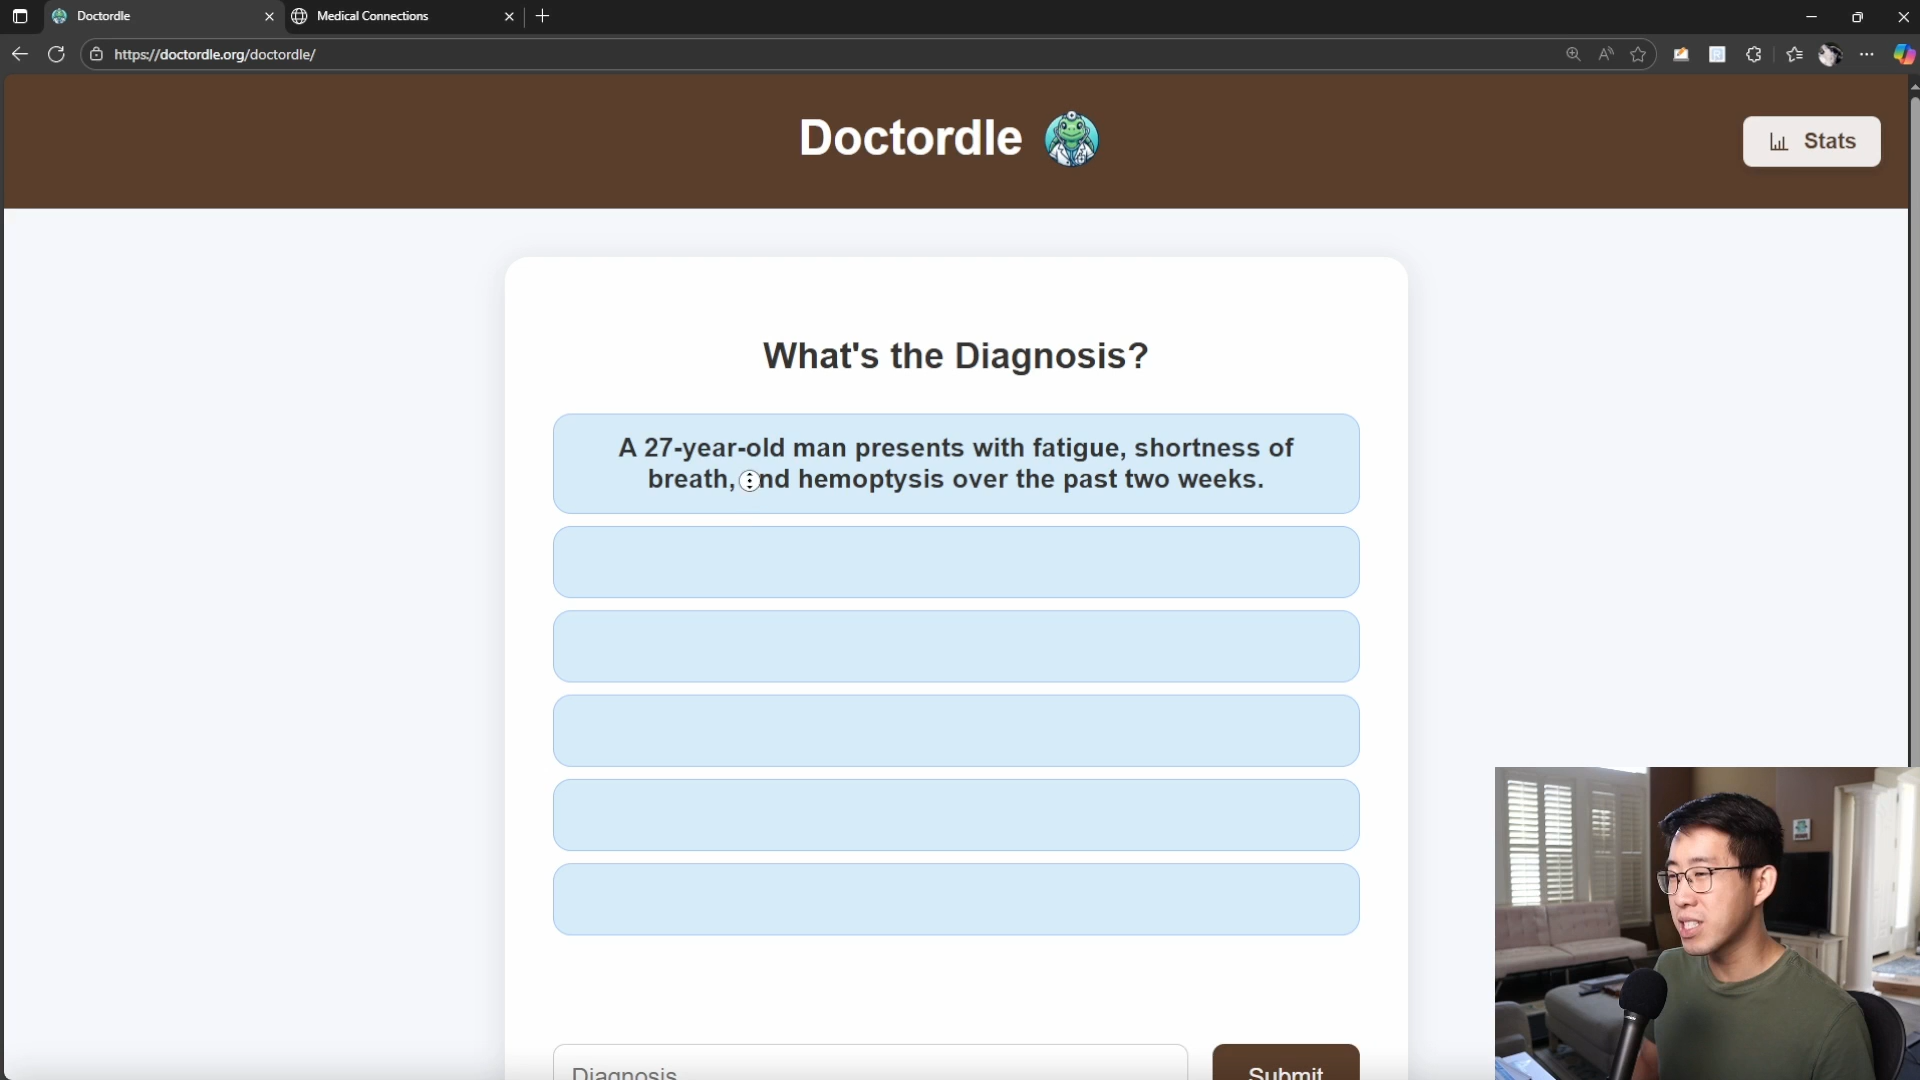 Doctordle
Medical Connections
https://doctordle.org/doctordle/
Doctordle
Stats
What's the Diagnosis?
A 27-year-old man presents with fatigue, shortness of
breath, and hemoptysis over the past two weeks.
Diagnosis
Submit